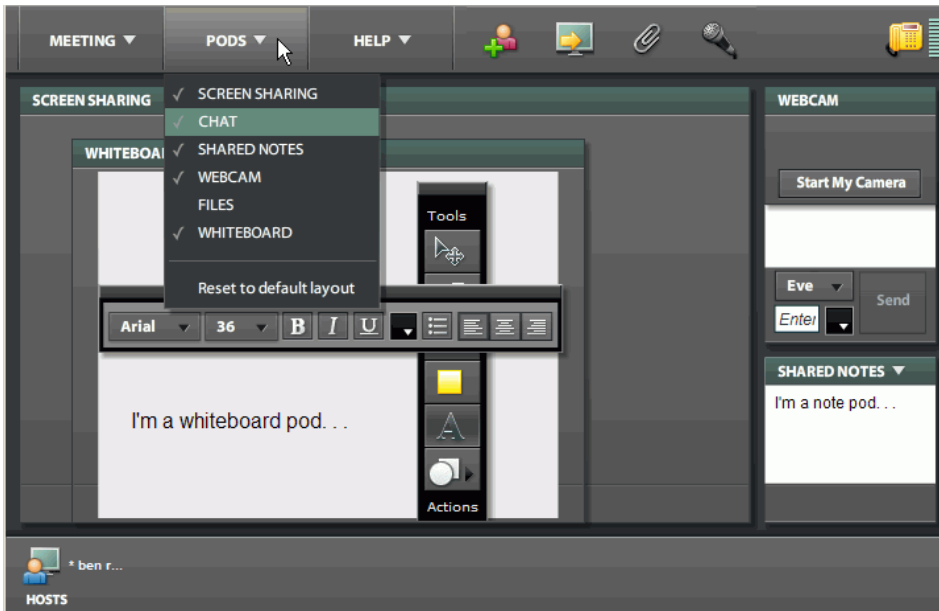 MEETING PODS HELP
SCREEN SHARING
SCREEN SHARING
CHAT
SHARED NOTES
WEBCAM
FILES
WHITEBOARD
Reset to default layout
WHITEBOA
Tools
Arial 36 B I U
I'm a whiteboard pod. . .
A
Actions
WEBCAM
Start My Camera
Eve
Send
Enter
SHARED NOTES
I'm a note pod. . .
* ben r...
HOSTS